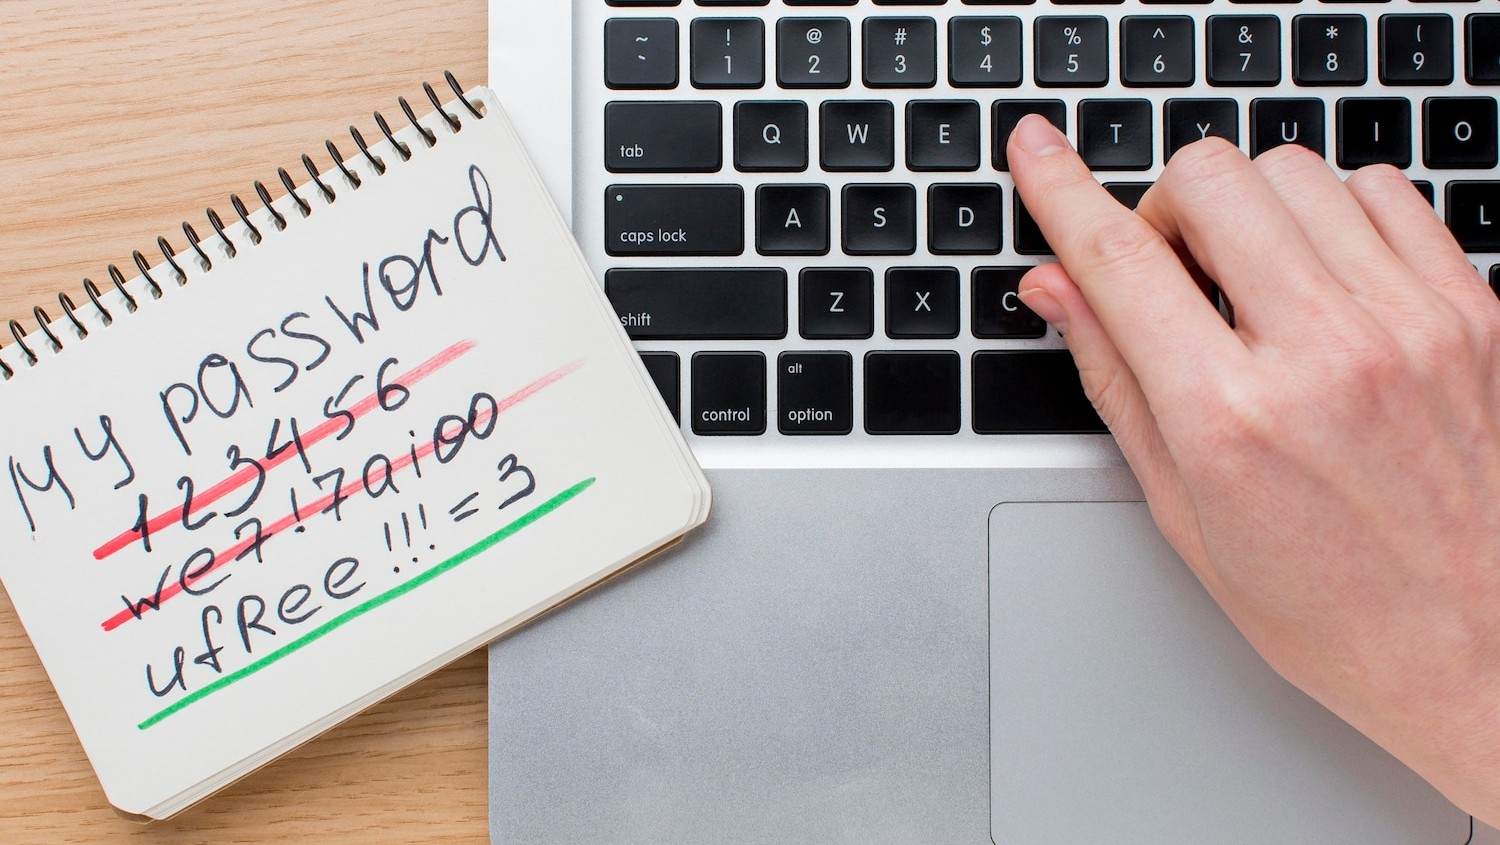 My password
123456
we7!7aioo
ufRee!!!=3
~
`
!
1
@
2
#
3
$
4
%
5
^
6
&
7
*
8
(
9
tab
Q
W
E
T
Y
U
I
O
caps lock
A
S
D
L
shift
Z
X
C
control
alt
option